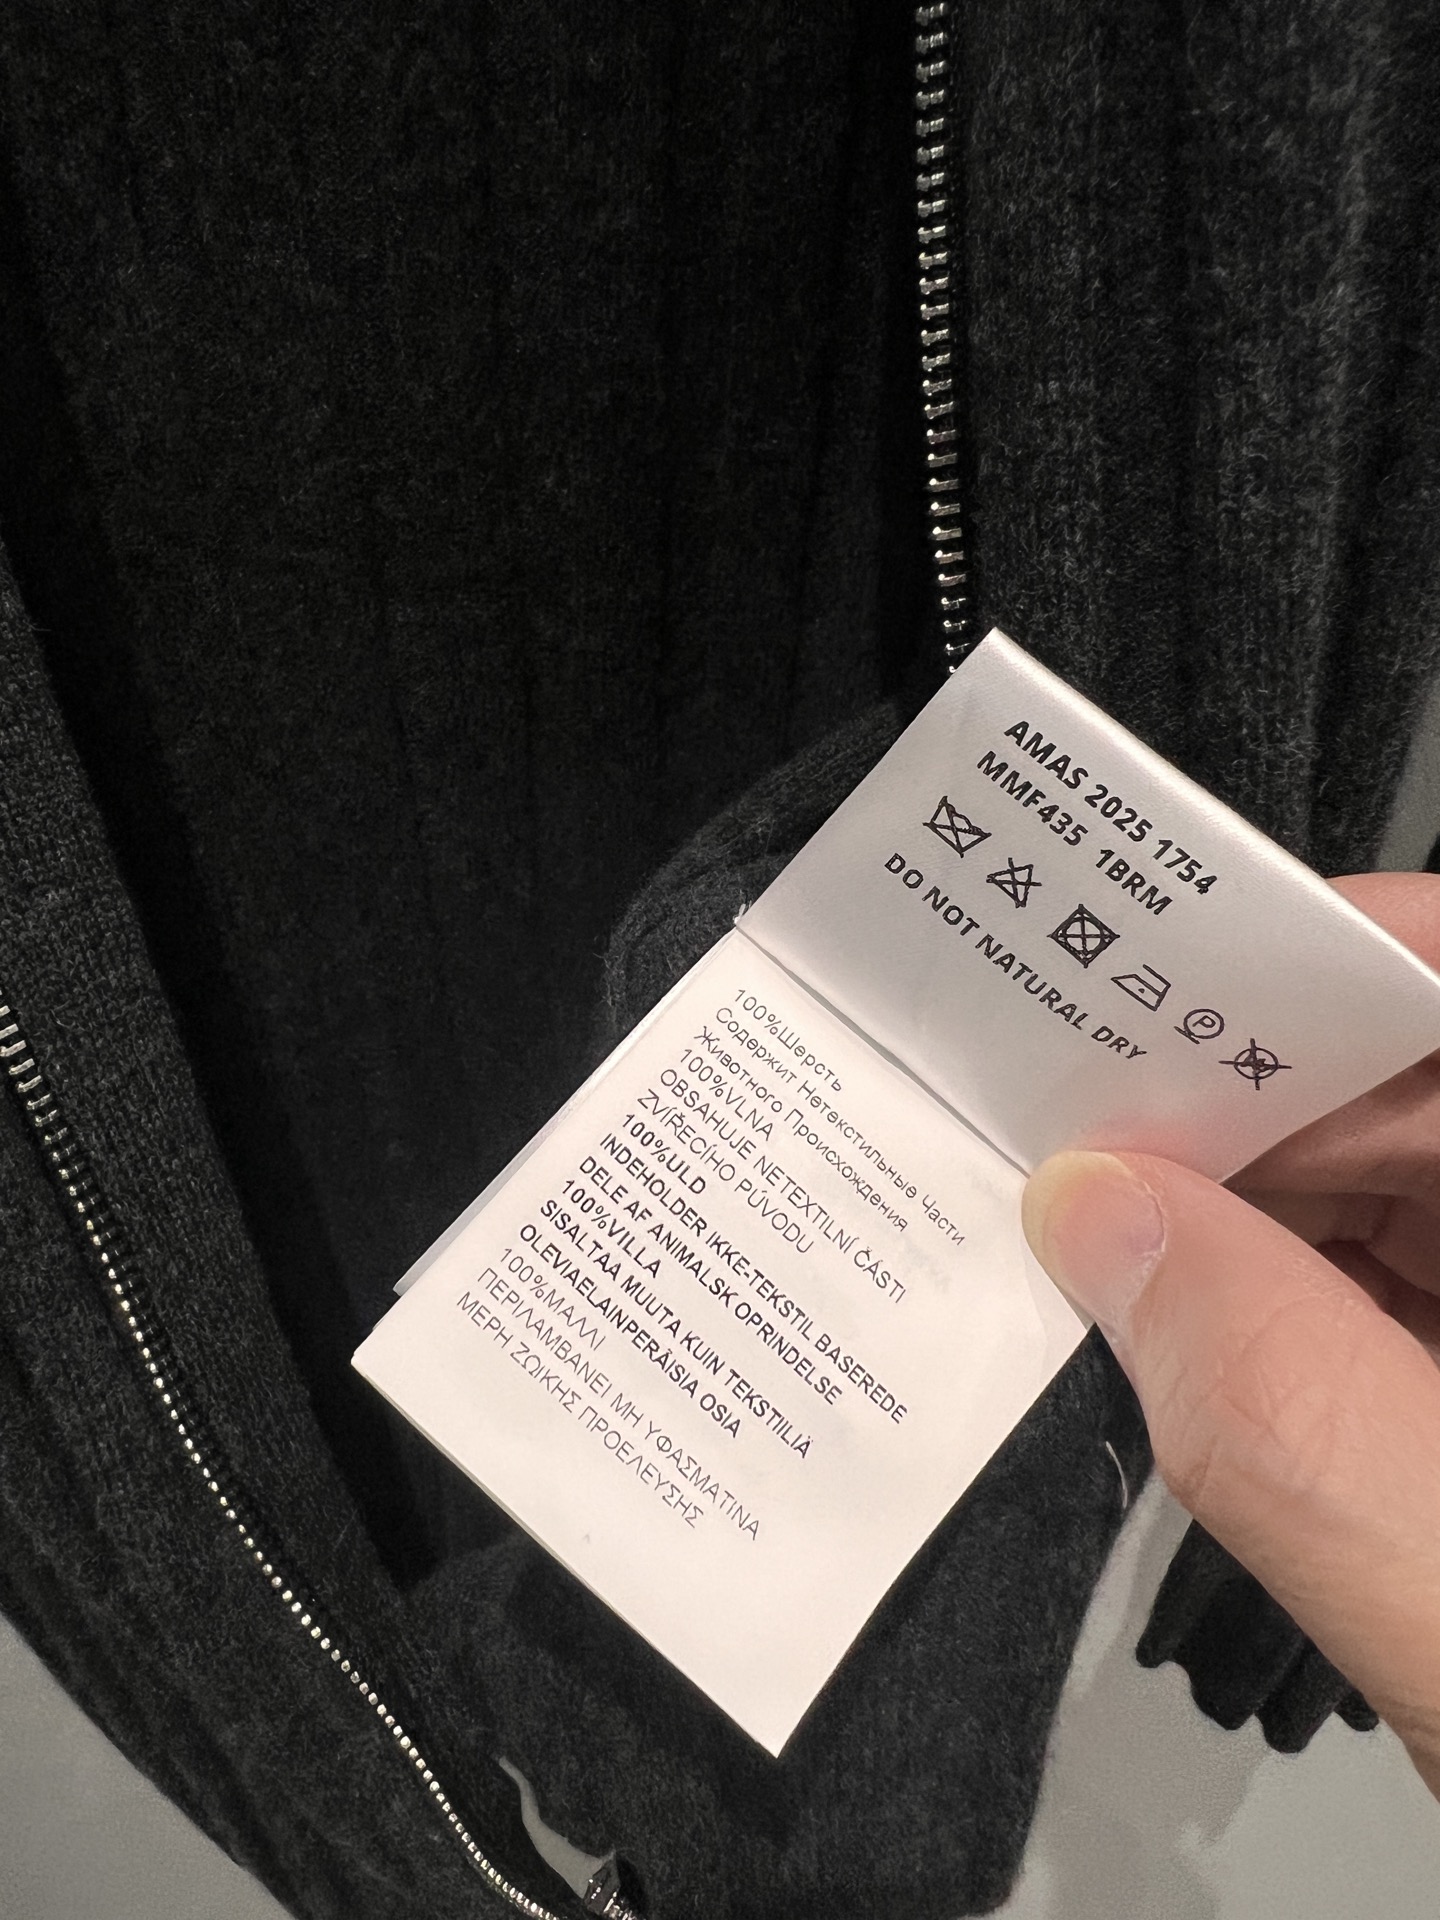 AMAS 2025 1754
MMF435 1BRM
P
DO NOT NATURAL DRY
100%Шерсть
Содержит Нетекстильные Части
Животного Происхождения
100%VLNA
OBSAHUJE NETEXTILNÍ ČÁSTI
ZVÍŘECÍHO PÚVODU
100%ULD
INDEHOLDER IKKE-TEKSTIL BASEREDE
DELE AF ANIMALSK OPRINDELSE
100%VILLA
SISALTAA MUUTA KUIN TEKSTIILIÄ
OLEVIAELAINPERÄISIA OSIA
100%ΜΑΛΛΙ
ΠΕΡΙΛΑΜΒΑΝΕΙ ΜΗ ΥΦΑΣΜΑΤΙΝΑ
ΜΕΡΗ ΖΩΙΚΗΣ ΠΡΟΕΛΕΥΣΗΣ